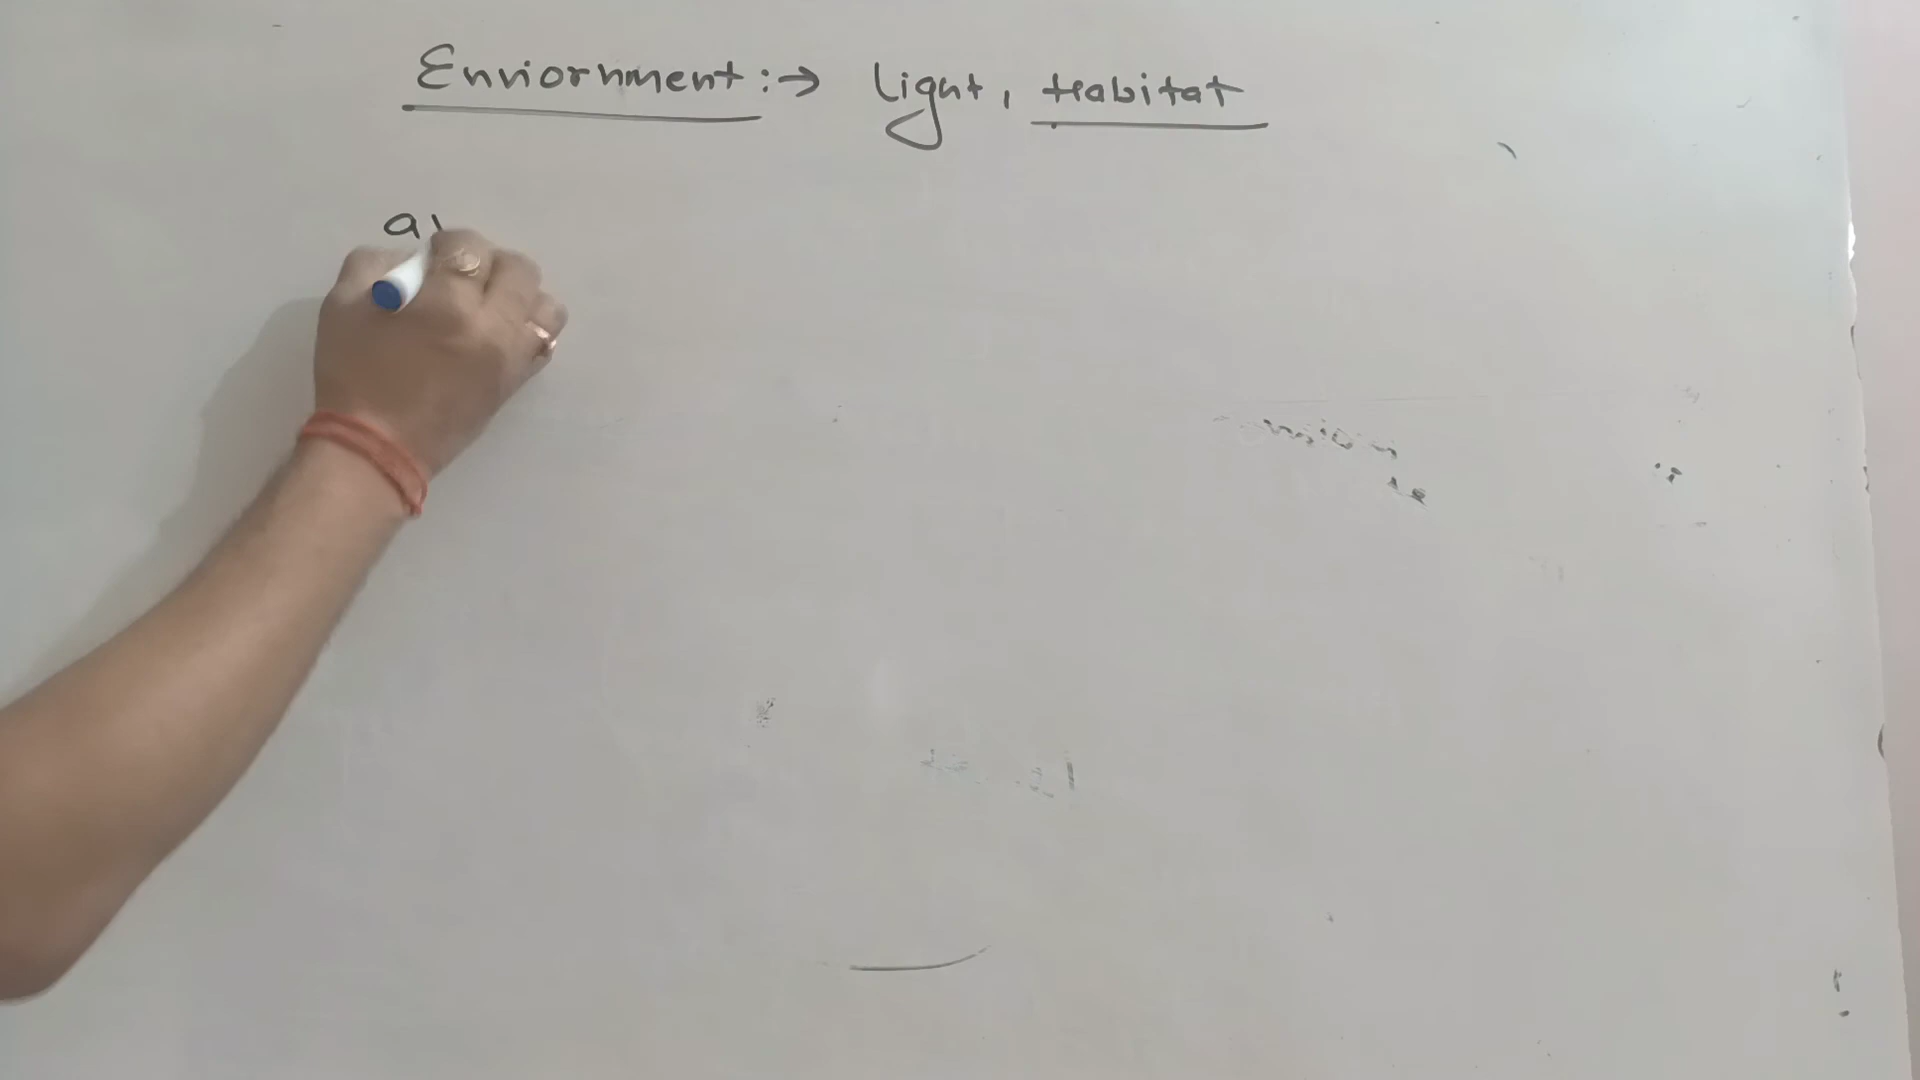 Enviornment :→ Light, Habitat
a)